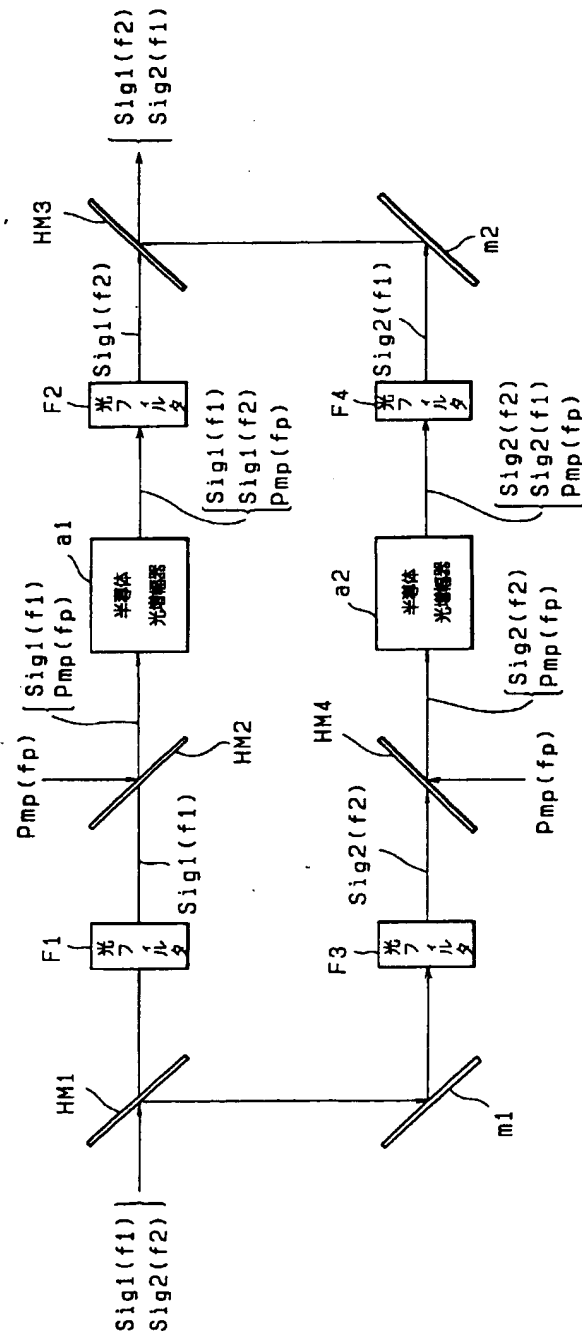 Sig1(f1)
Sig2(f2)
HM1
F1
光フィルタ
Sig1(f1)
Pmp(fp)
HM2
Sig1(f1)
Pmp(fp)
a1
半導体
光増幅器
Sig1(f1)
Sig1(f2)
Pmp(fp)
F2
光フィルタ
Sig1(f2)
HM3
Sig1(f2)
Sig2(f1)
m1
F3
光フィルタ
Sig2(f2)
HM4
Pmp(fp)
Sig2(f2)
Pmp(fp)
a2
半導体
光増幅器
Sig2(f2)
Sig2(f1)
Pmp(fp)
F4
光フィルタ
Sig2(f1)
m2